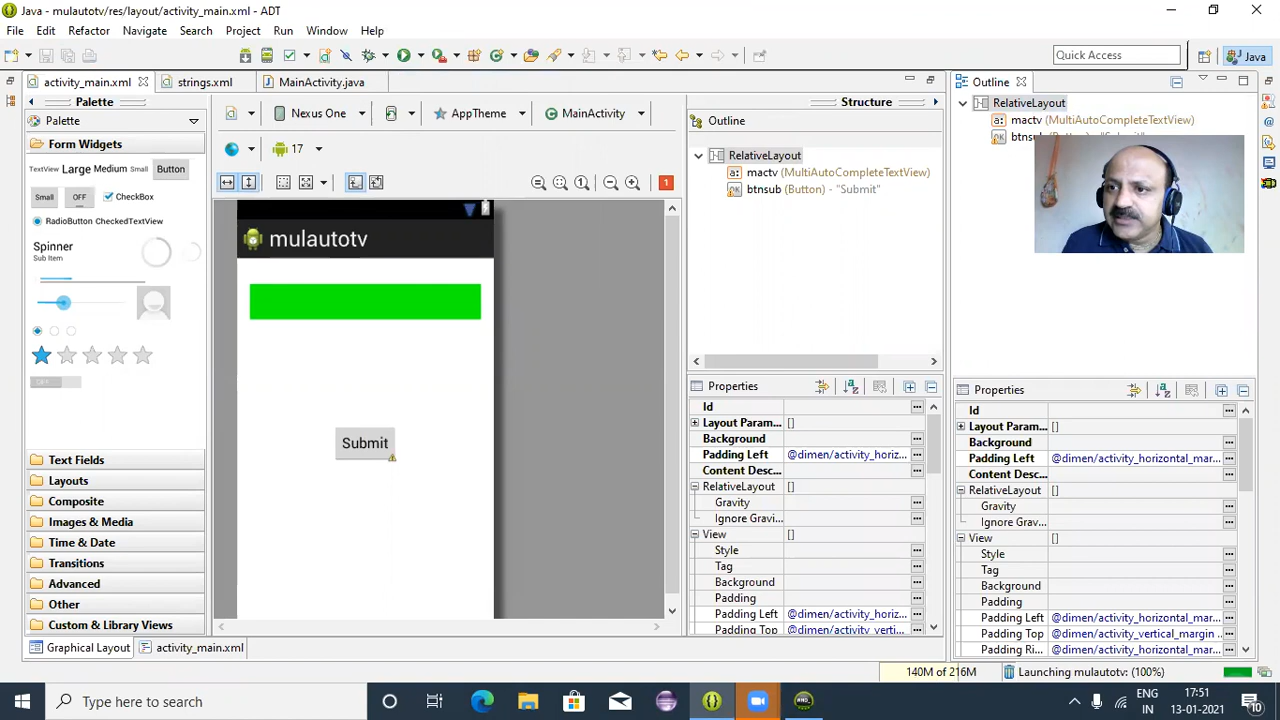 Java - mulautotv/res/layout/activity_main.xml - ADT
File Edit Refactor Navigate Search Project Run Window Help
Quick Access
Java
activity_main.xml strings.xml MainActivity.java
Palette
Palette
Form Widgets
TextView Large Medium Small Button
Small OFF CheckBox
RadioButton CheckedTextView
Spinner
Sub Item
OFF
Text Fields
Layouts
Composite
Images & Media
Time & Date
Transitions
Advanced
Other
Custom & Library Views
Graphical Layout activity_main.xml
Nexus One AppTheme MainActivity
17
1
mulautotv
Submit
Structure
Outline
RelativeLayout
mactv (MultiAutoCompleteTextView)
btnsub (Button) - "Submit"
Properties
Id
Layout Param... []
Background
Padding Left @dimen/activity_horiz...
Content Desc...
RelativeLayout []
Gravity
Ignore Gravi...
View []
Style
Tag
Background
Padding
Padding Left @dimen/activity_horiz...
Padding Top @dimen/activity_verti...
Outline
RelativeLayout
mactv (MultiAutoCompleteTextView)
btnsub (Button) - "Submit"
Properties
Id
Layout Param... []
Background
Padding Left @dimen/activity_horizontal_mar...
Content Desc...
RelativeLayout []
Gravity
Ignore Grav...
View []
Style
Tag
Background
Padding
Padding Left @dimen/activity_horizontal_mar...
Padding Top @dimen/activity_vertical_margin ...
Padding Ri... @dimen/activity_horizontal_mar...
140M of 216M
Launching mulautotv: (100%)
Type here to search
ENG
IN
17:51
13-01-2021
10